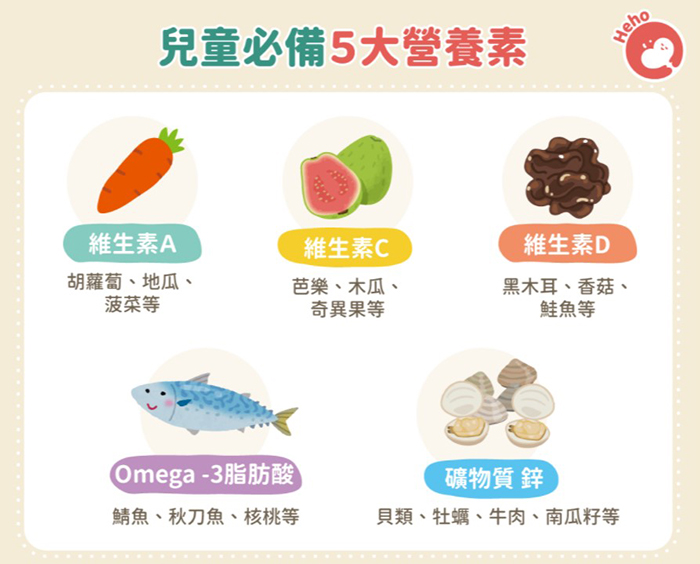 兒童必備5大營養素
Heho
維生素A
胡蘿蔔、地瓜、
菠菜等
維生素C
芭樂、木瓜、
奇異果等
維生素D
黑木耳、香菇、
鮭魚等
Omega -3脂肪酸
鯖魚、秋刀魚、核桃等
礦物質 鋅
貝類、牡蠣、牛肉、南瓜籽等